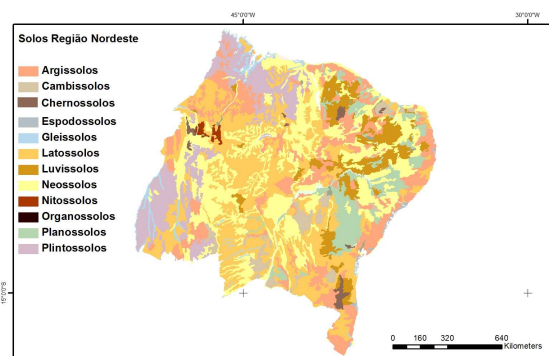 45°0'0"W
30°0'0"W
Solos Região Nordeste
Argissolos
Cambissolos
Chernossolos
Espodossolos
Gleissolos
Latossolos
Luvissolos
Neossolos
Nitossolos
Organossolos
Planossolos
Plintossolos
15°0'0"S
0 160 320 640
Kilometers